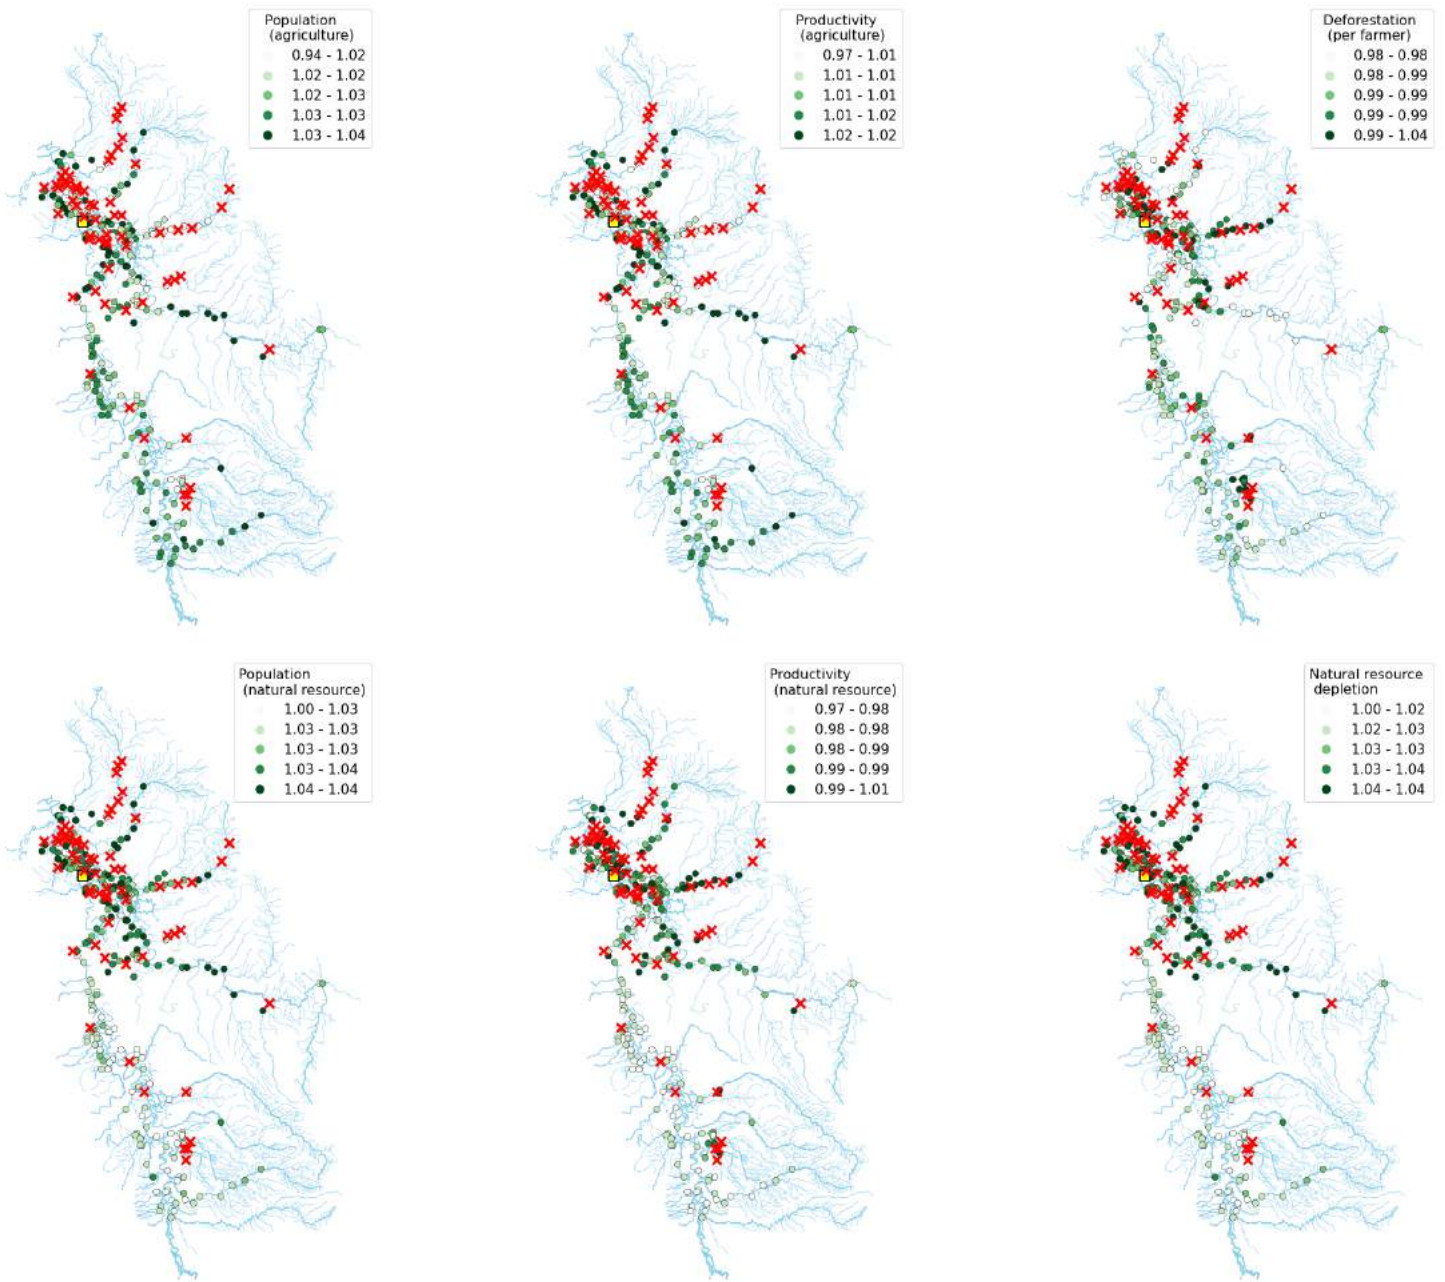 Population
(agriculture)
0.94 - 1.02
1.02 - 1.02
1.02 - 1.03
1.03 - 1.03
1.03 - 1.04
Productivity
(agriculture)
0.97 - 1.01
1.01 - 1.01
1.01 - 1.01
1.01 - 1.02
1.02 - 1.02
Deforestation
(per farmer)
0.98 - 0.98
0.98 - 0.99
0.99 - 0.99
0.99 - 0.99
0.99 - 1.04
Population
(natural resource)
1.00 - 1.03
1.03 - 1.03
1.03 - 1.03
1.03 - 1.04
1.04 - 1.04
Productivity
(natural resource)
0.97 - 0.98
0.98 - 0.98
0.98 - 0.99
0.99 - 0.99
0.99 - 1.01
Natural resource
depletion
1.00 - 1.02
1.02 - 1.03
1.03 - 1.03
1.03 - 1.04
1.04 - 1.04